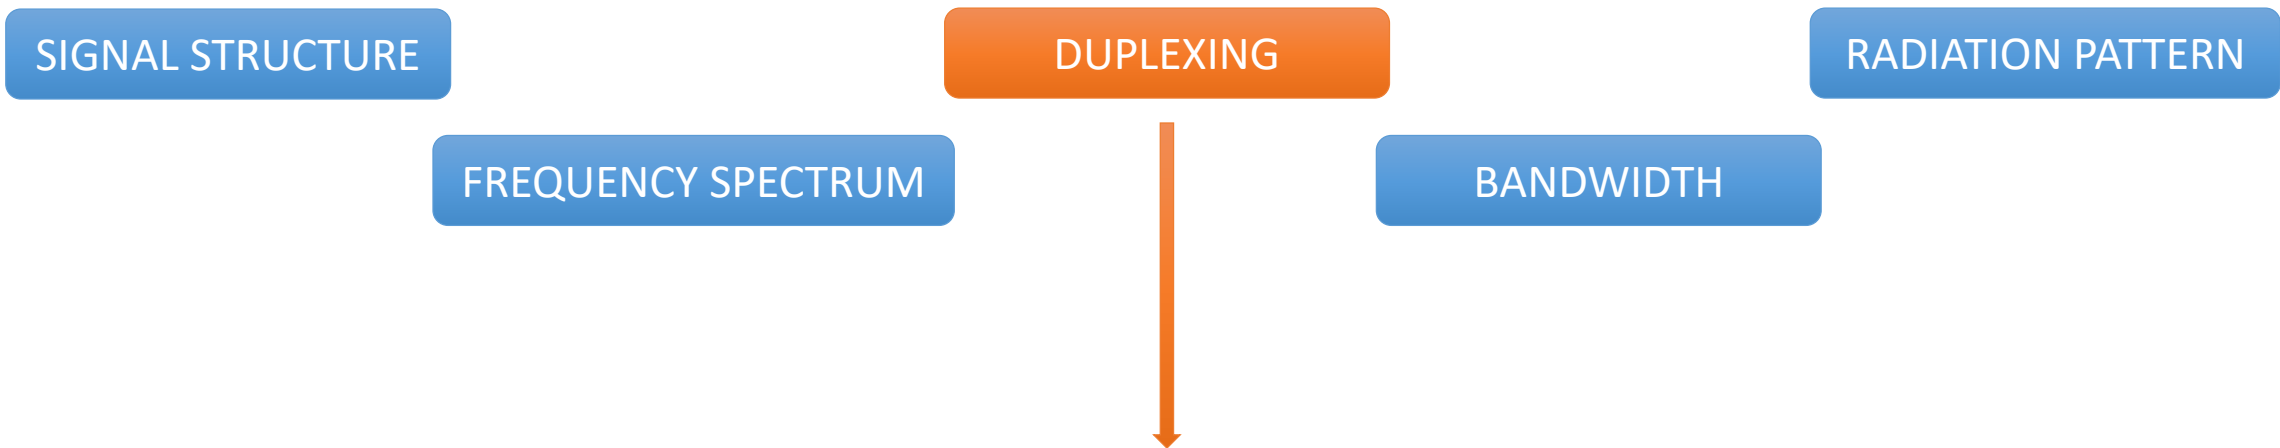 SIGNAL STRUCTURE
DUPLEXING
RADIATION PATTERN
FREQUENCY SPECTRUM
BANDWIDTH